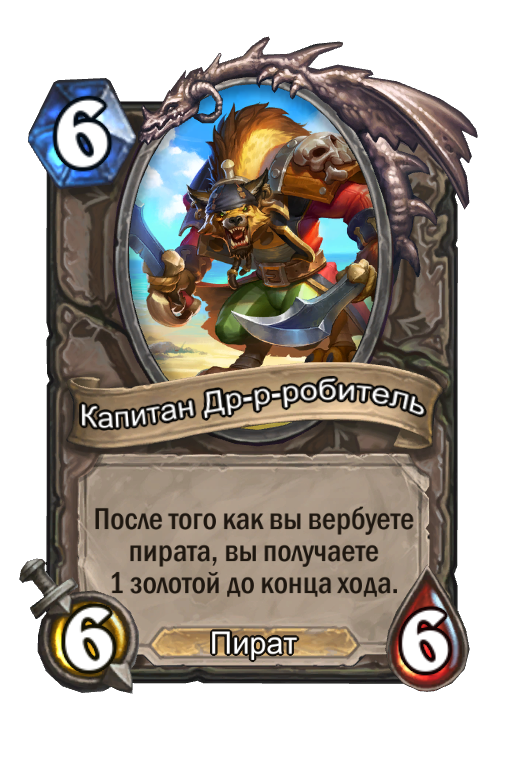 6
Капитан Др-р-робитель
После того как вы вербуете
пирата, вы получаете
1 золотой до конца хода.
6
Пират
6